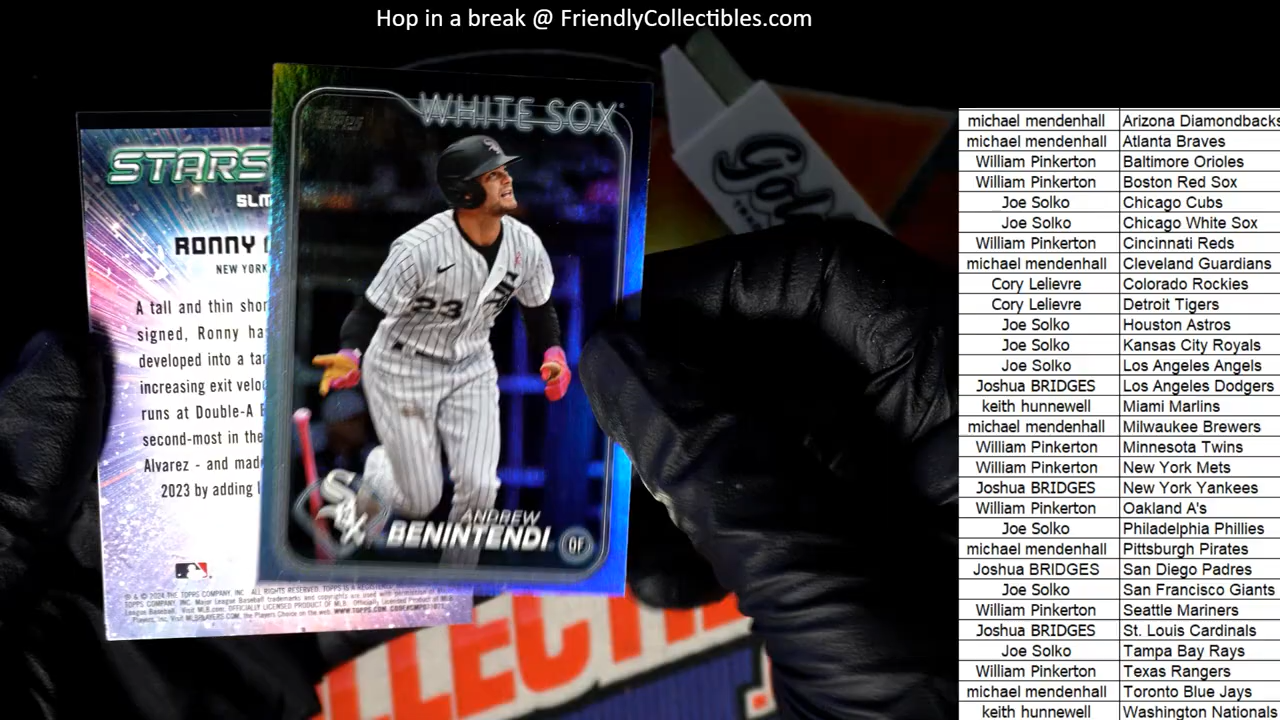 Hop in a break @ FriendlyCollectibles.com
STARS
SLM
RONNY
NEW YORK
A tall and thin shor
signed, Ronny has
developed into a tar
increasing exit velo
runs at Double-A
second-most in the
Alvarez - and mad
2023 by adding
WHITE SOX
23
ANDREW
BENINTENDI
OF
michael mendenhall Arizona Diamondbacks
michael mendenhall Atlanta Braves
William Pinkerton Baltimore Orioles
William Pinkerton Boston Red Sox
Joe Solko Chicago Cubs
Joe Solko Chicago White Sox
William Pinkerton Cincinnati Reds
michael mendenhall Cleveland Guardians
Cory Lelievre Colorado Rockies
Cory Lelievre Detroit Tigers
Joe Solko Houston Astros
Joe Solko Kansas City Royals
Joe Solko Los Angeles Angels
Joshua BRIDGES Los Angeles Dodgers
keith hunnewell Miami Marlins
michael mendenhall Milwaukee Brewers
William Pinkerton Minnesota Twins
William Pinkerton New York Mets
Joshua BRIDGES New York Yankees
William Pinkerton Oakland A's
Joe Solko Philadelphia Phillies
michael mendenhall Pittsburgh Pirates
Joshua BRIDGES San Diego Padres
Joe Solko San Francisco Giants
William Pinkerton Seattle Mariners
Joshua BRIDGES St. Louis Cardinals
Joe Solko Tampa Bay Rays
William Pinkerton Texas Rangers
michael mendenhall Toronto Blue Jays
keith hunnewell Washington Nationals